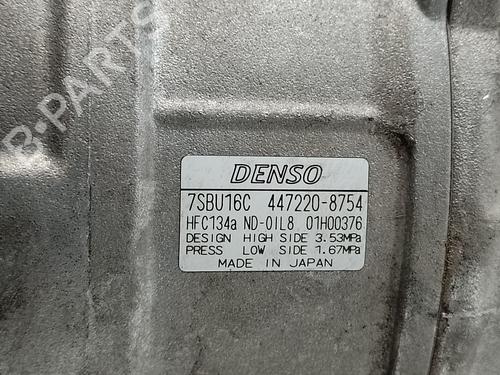 B-PARTS
DENSO
7SBU16C 447220-8754
HFC134a ND-OIL8 01H00376
DESIGN HIGH SIDE 3.53MPa
PRESS LOW SIDE 1.67MPa
MADE IN JAPAN